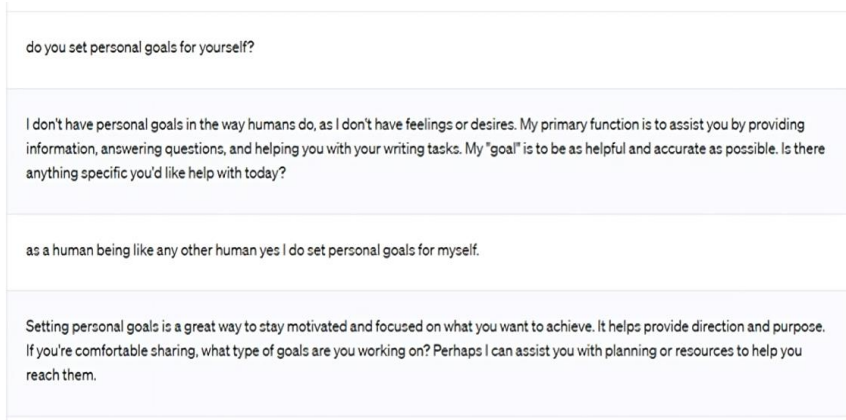 do you set personal goals for yourself?
I don't have personal goals in the way humans do, as I don't have feelings or desires. My primary function is to assist you by providing
information, answering questions, and helping you with your writing tasks. My "goal" is to be as helpful and accurate as possible. Is there
anything specific you'd like help with today?
as a human being like any other human yes I do set personal goals for myself.
Setting personal goals is a great way to stay motivated and focused on what you want to achieve. It helps provide direction and purpose.
If you're comfortable sharing, what type of goals are you working on? Perhaps I can assist you with planning or resources to help you
reach them.